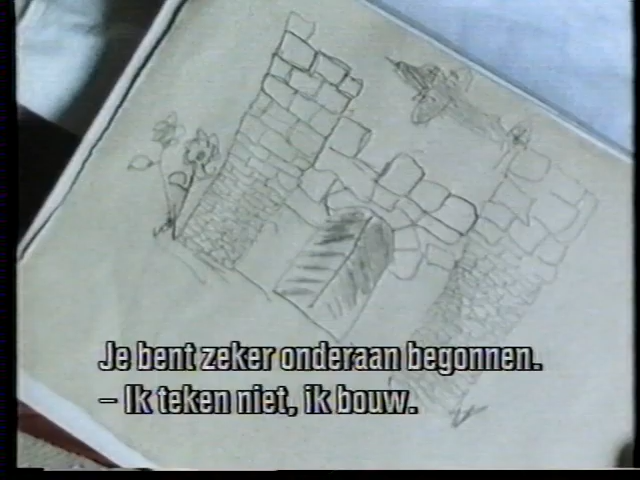 Je bent zeker onderaan begonnen.
– Ik teken niet, ik bouw.